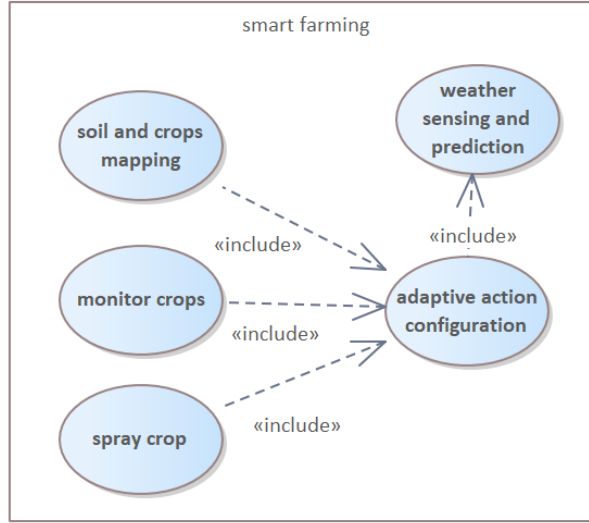 smart farming
soil and crops
mapping
weather
sensing and
prediction
«include»
«include»
monitor crops
adaptive action
configuration
«include»
spray crop
«include»